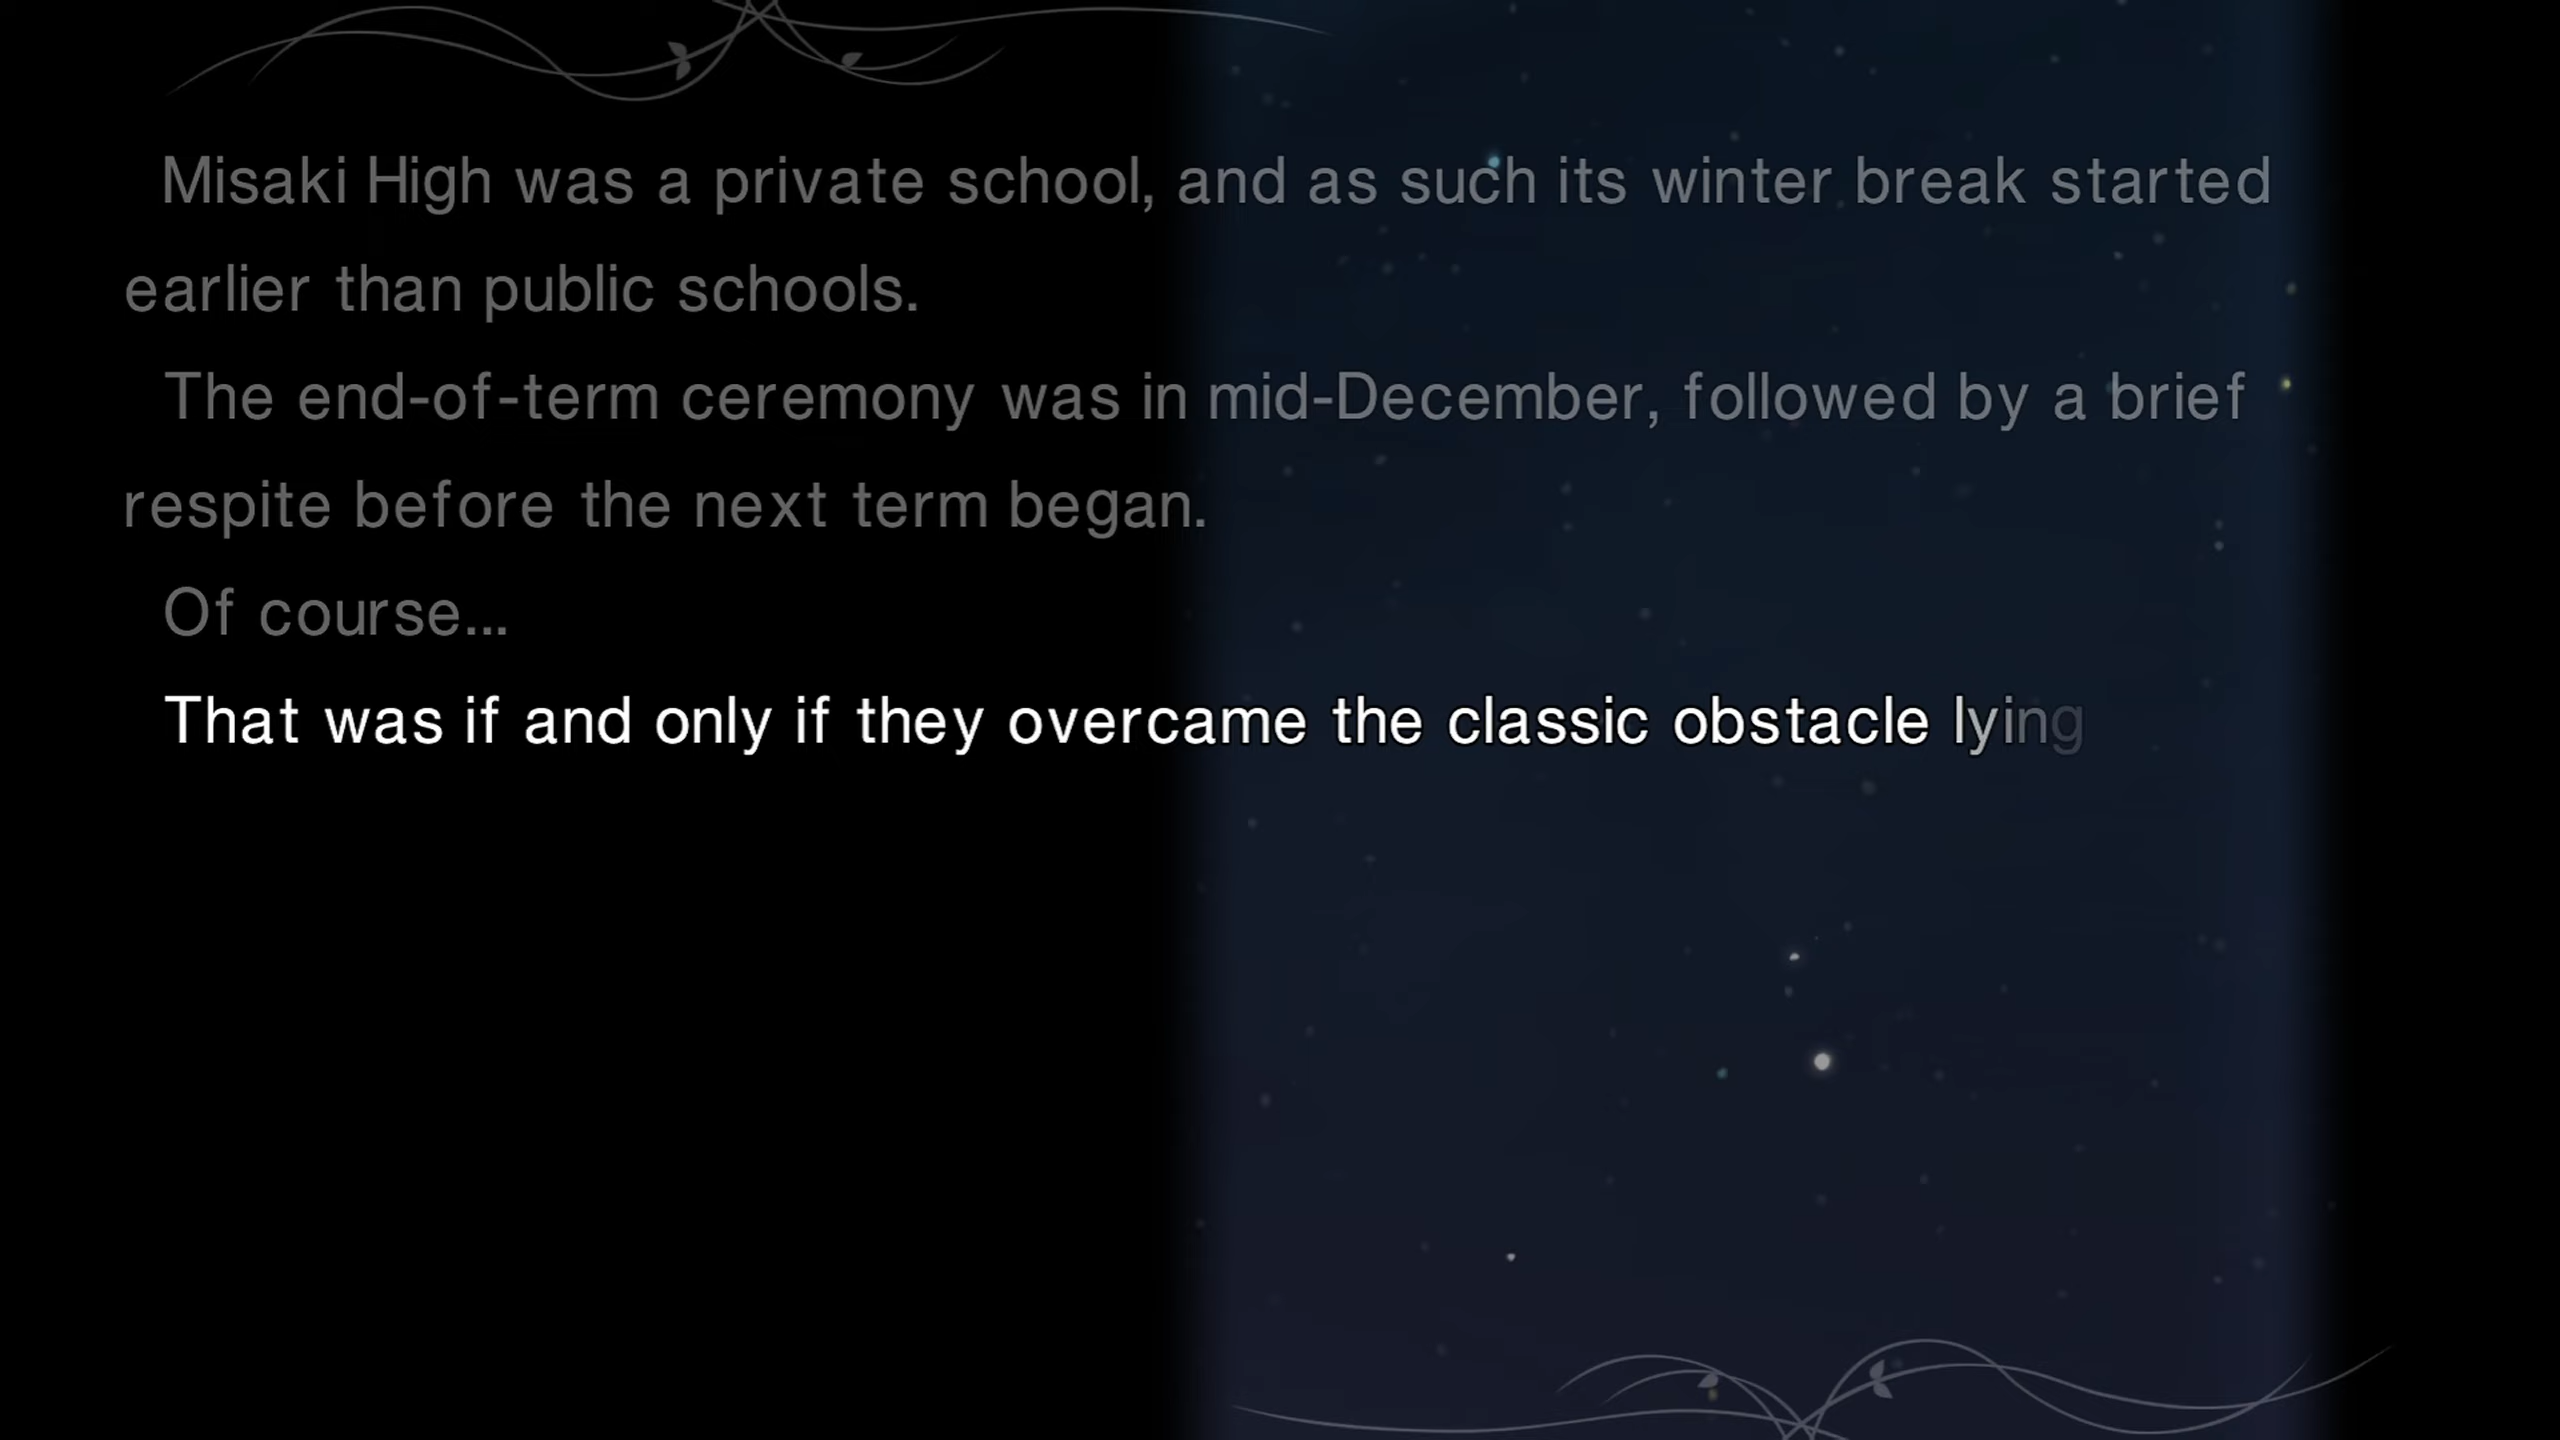 Misaki High was a private school, and as such its winter break started
earlier than public schools.
The end-of-term ceremony was in mid-December, followed by a brief
respite before the next term began.
Of course...
That was if and only if they overcame the classic obstacle lying